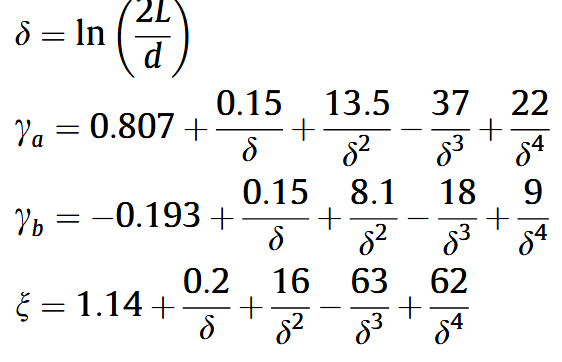 δ = ln (2L/d)
γₐ = 0.807 + 0.15/δ + 13.5/δ² − 37/δ³ + 22/δ⁴
γ_b = −0.193 + 0.15/δ + 8.1/δ² − 18/δ³ + 9/δ⁴
ξ = 1.14 + 0.2/δ + 16/δ² − 63/δ³ + 62/δ⁴